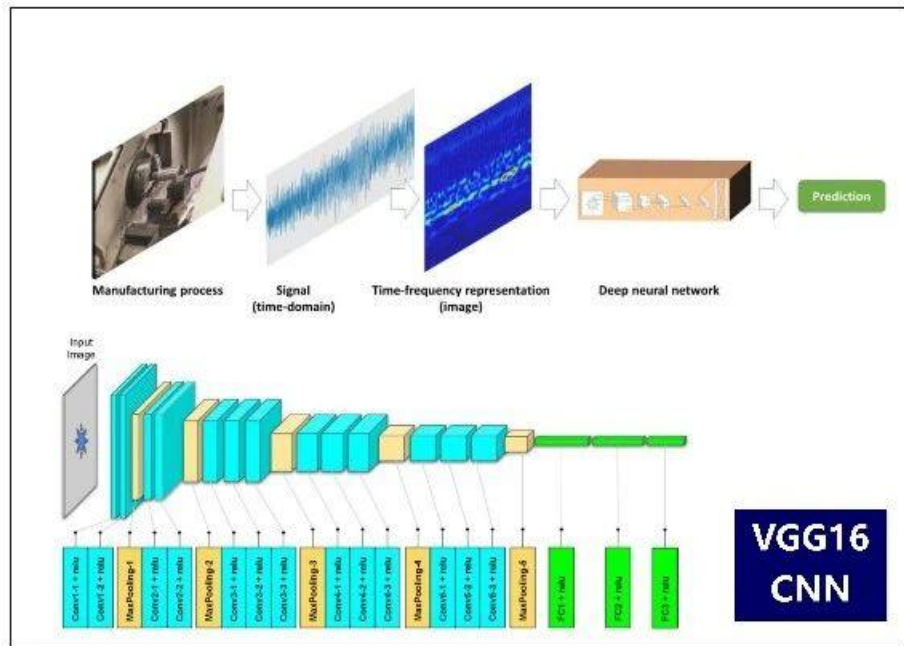 Prediction
Manufacturing process
Signal
(time-domain)
Time-frequency representation
(image)
Deep neural network
Input
Image
Conv1-1 + relu
Conv1-2 + relu
MaxPooling-1
Conv2-1 + relu
Conv2-2 + relu
MaxPooling-2
Conv3-1 + relu
Conv3-2 + relu
Conv3-3 + relu
MaxPooling-3
Conv4-1 + relu
Conv4-2 + relu
Conv4-3 + relu
MaxPooling-4
Conv5-1 + relu
Conv5-2 + relu
Conv5-3 + relu
MaxPooling-5
FC1 + relu
FC2 + relu
FC3 + relu
VGG16
CNN